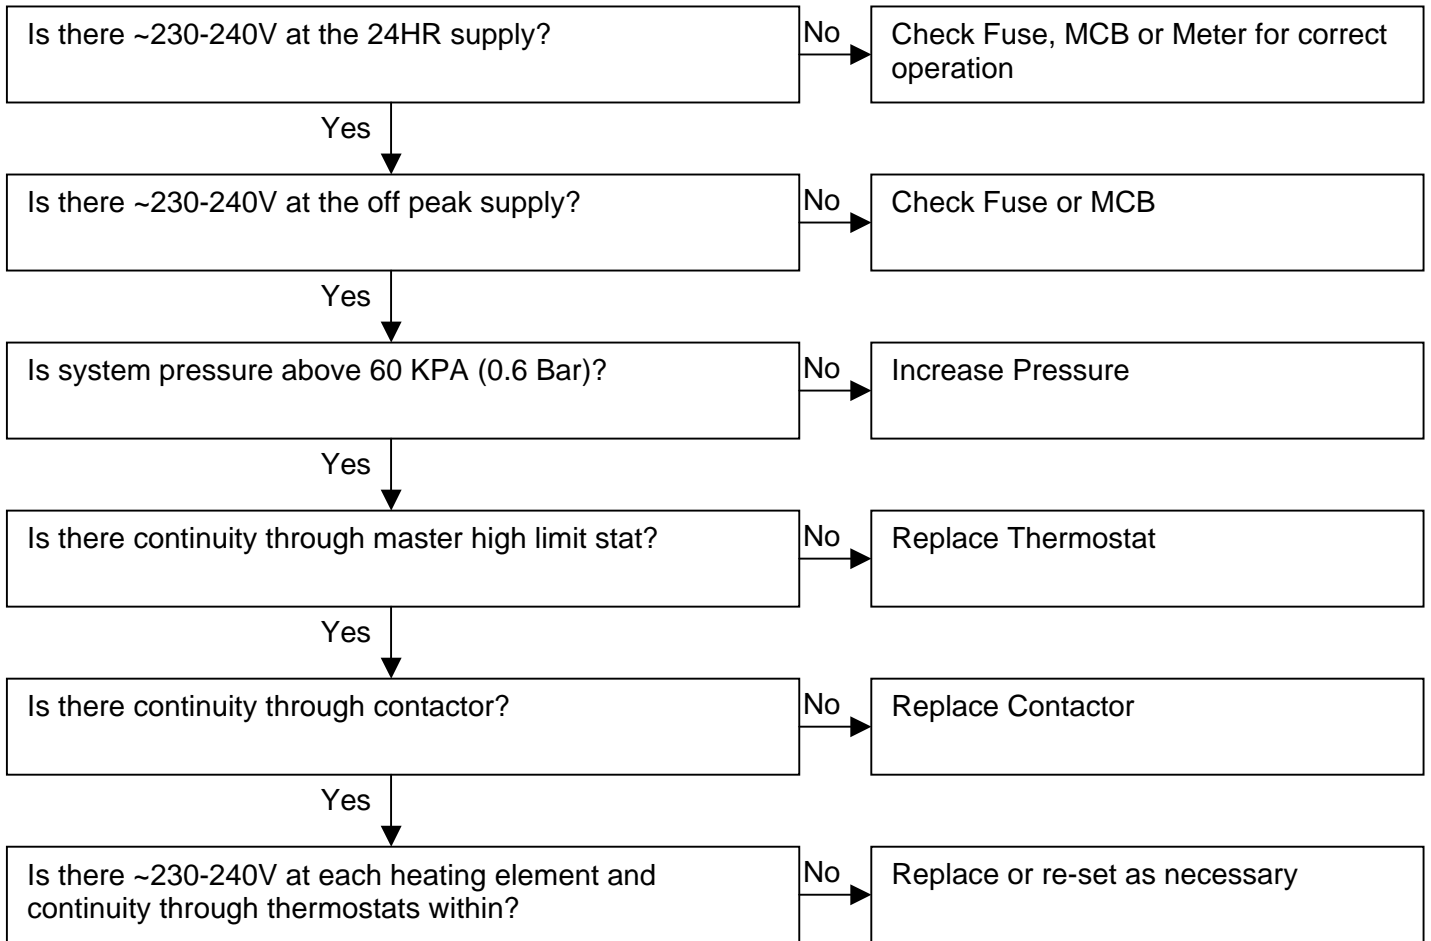 Is there ~230-240V at the 24HR supply?
No
Check Fuse, MCB or Meter for correct
operation
Yes
Is there ~230-240V at the off peak supply?
No
Check Fuse or MCB
Yes
Is system pressure above 60 KPA (0.6 Bar)?
No
Increase Pressure
Yes
Is there continuity through master high limit stat?
No
Replace Thermostat
Yes
Is there continuity through contactor?
No
Replace Contactor
Yes
Is there ~230-240V at each heating element and
continuity through thermostats within?
No
Replace or re-set as necessary